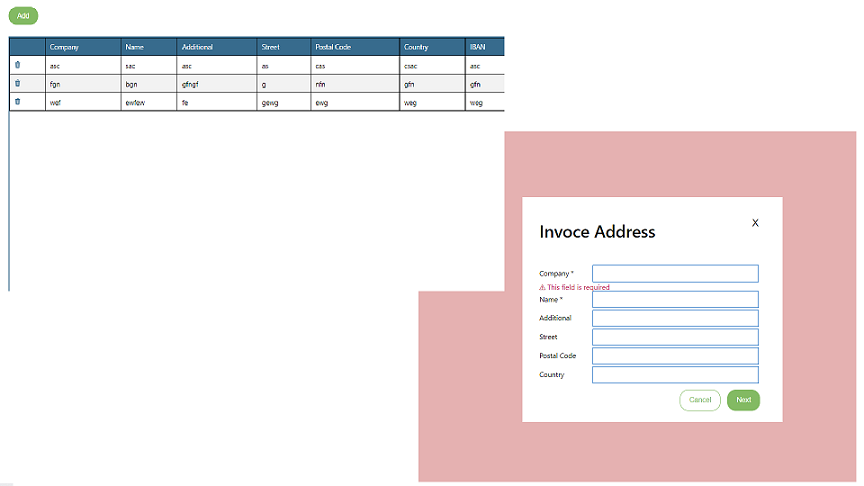 Add
Company Name Additional Street Postal Code Country IBAN
asc sac asc as cas csac asc
fgn bgn gfngf g nfn gfn gfn
wef ewfew fe gewg ewg weg weg
X
Invoce Address
Company *
⚠ This field is required
Name *
Additional
Street
Postal Code
Country
Cancel Next